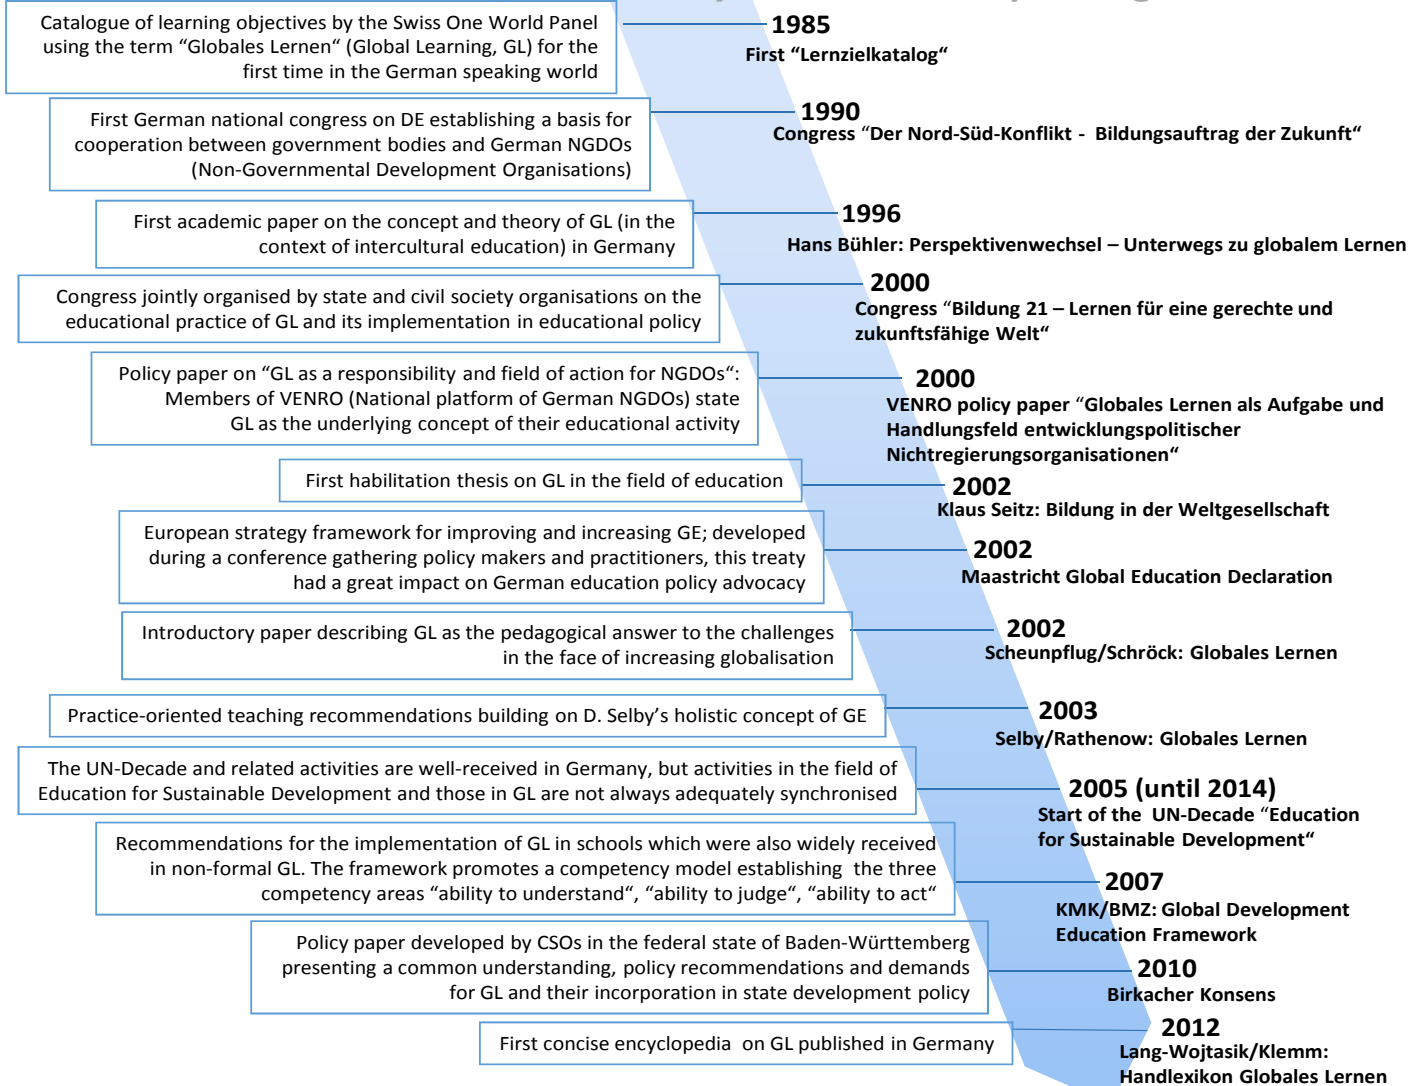 Catalogue of learning objectives by the Swiss One World Panel
using the term “Globales Lernen“ (Global Learning, GL) for the
first time in the German speaking world
1985
First “Lernzielkatalog“
First German national congress on DE establishing a basis for
cooperation between government bodies and German NGDOs
(Non-Governmental Development Organisations)
1990
Congress “Der Nord-Süd-Konflikt - Bildungsauftrag der Zukunft“
First academic paper on the concept and theory of GL (in the
context of intercultural education) in Germany
1996
Hans Bühler: Perspektivenwechsel – Unterwegs zu globalem Lernen
Congress jointly organised by state and civil society organisations on the
educational practice of GL and its implementation in educational policy
2000
Congress “Bildung 21 – Lernen für eine gerechte und
zukunftsfähige Welt“
Policy paper on “GL as a responsibility and field of action for NGDOs“:
Members of VENRO (National platform of German NGDOs) state
GL as the underlying concept of their educational activity
2000
VENRO policy paper “Globales Lernen als Aufgabe und
Handlungsfeld entwicklungspolitischer
Nichtregierungsorganisationen“
First habilitation thesis on GL in the field of education
2002
Klaus Seitz: Bildung in der Weltgesellschaft
European strategy framework for improving and increasing GE; developed
during a conference gathering policy makers and practitioners, this treaty
had a great impact on German education policy advocacy
2002
Maastricht Global Education Declaration
Introductory paper describing GL as the pedagogical answer to the challenges
in the face of increasing globalisation
2002
Scheunpflug/Schröck: Globales Lernen
Practice-oriented teaching recommendations building on D. Selby’s holistic concept of GE
2003
Selby/Rathenow: Globales Lernen
The UN-Decade and related activities are well-received in Germany, but activities in the field of
Education for Sustainable Development and those in GL are not always adequately synchronised
2005 (until 2014)
Start of the UN-Decade “Education
for Sustainable Development“
Recommendations for the implementation of GL in schools which were also widely received
in non-formal GL. The framework promotes a competency model establishing the three
competency areas “ability to understand“, “ability to judge“, “ability to act“
2007
KMK/BMZ: Global Development
Education Framework
Policy paper developed by CSOs in the federal state of Baden-Württemberg
presenting a common understanding, policy recommendations and demands
for GL and their incorporation in state development policy
2010
Birkacher Konsens
First concise encyclopedia on GL published in Germany
2012
Lang-Wojtasik/Klemm:
Handlexikon Globales Lernen